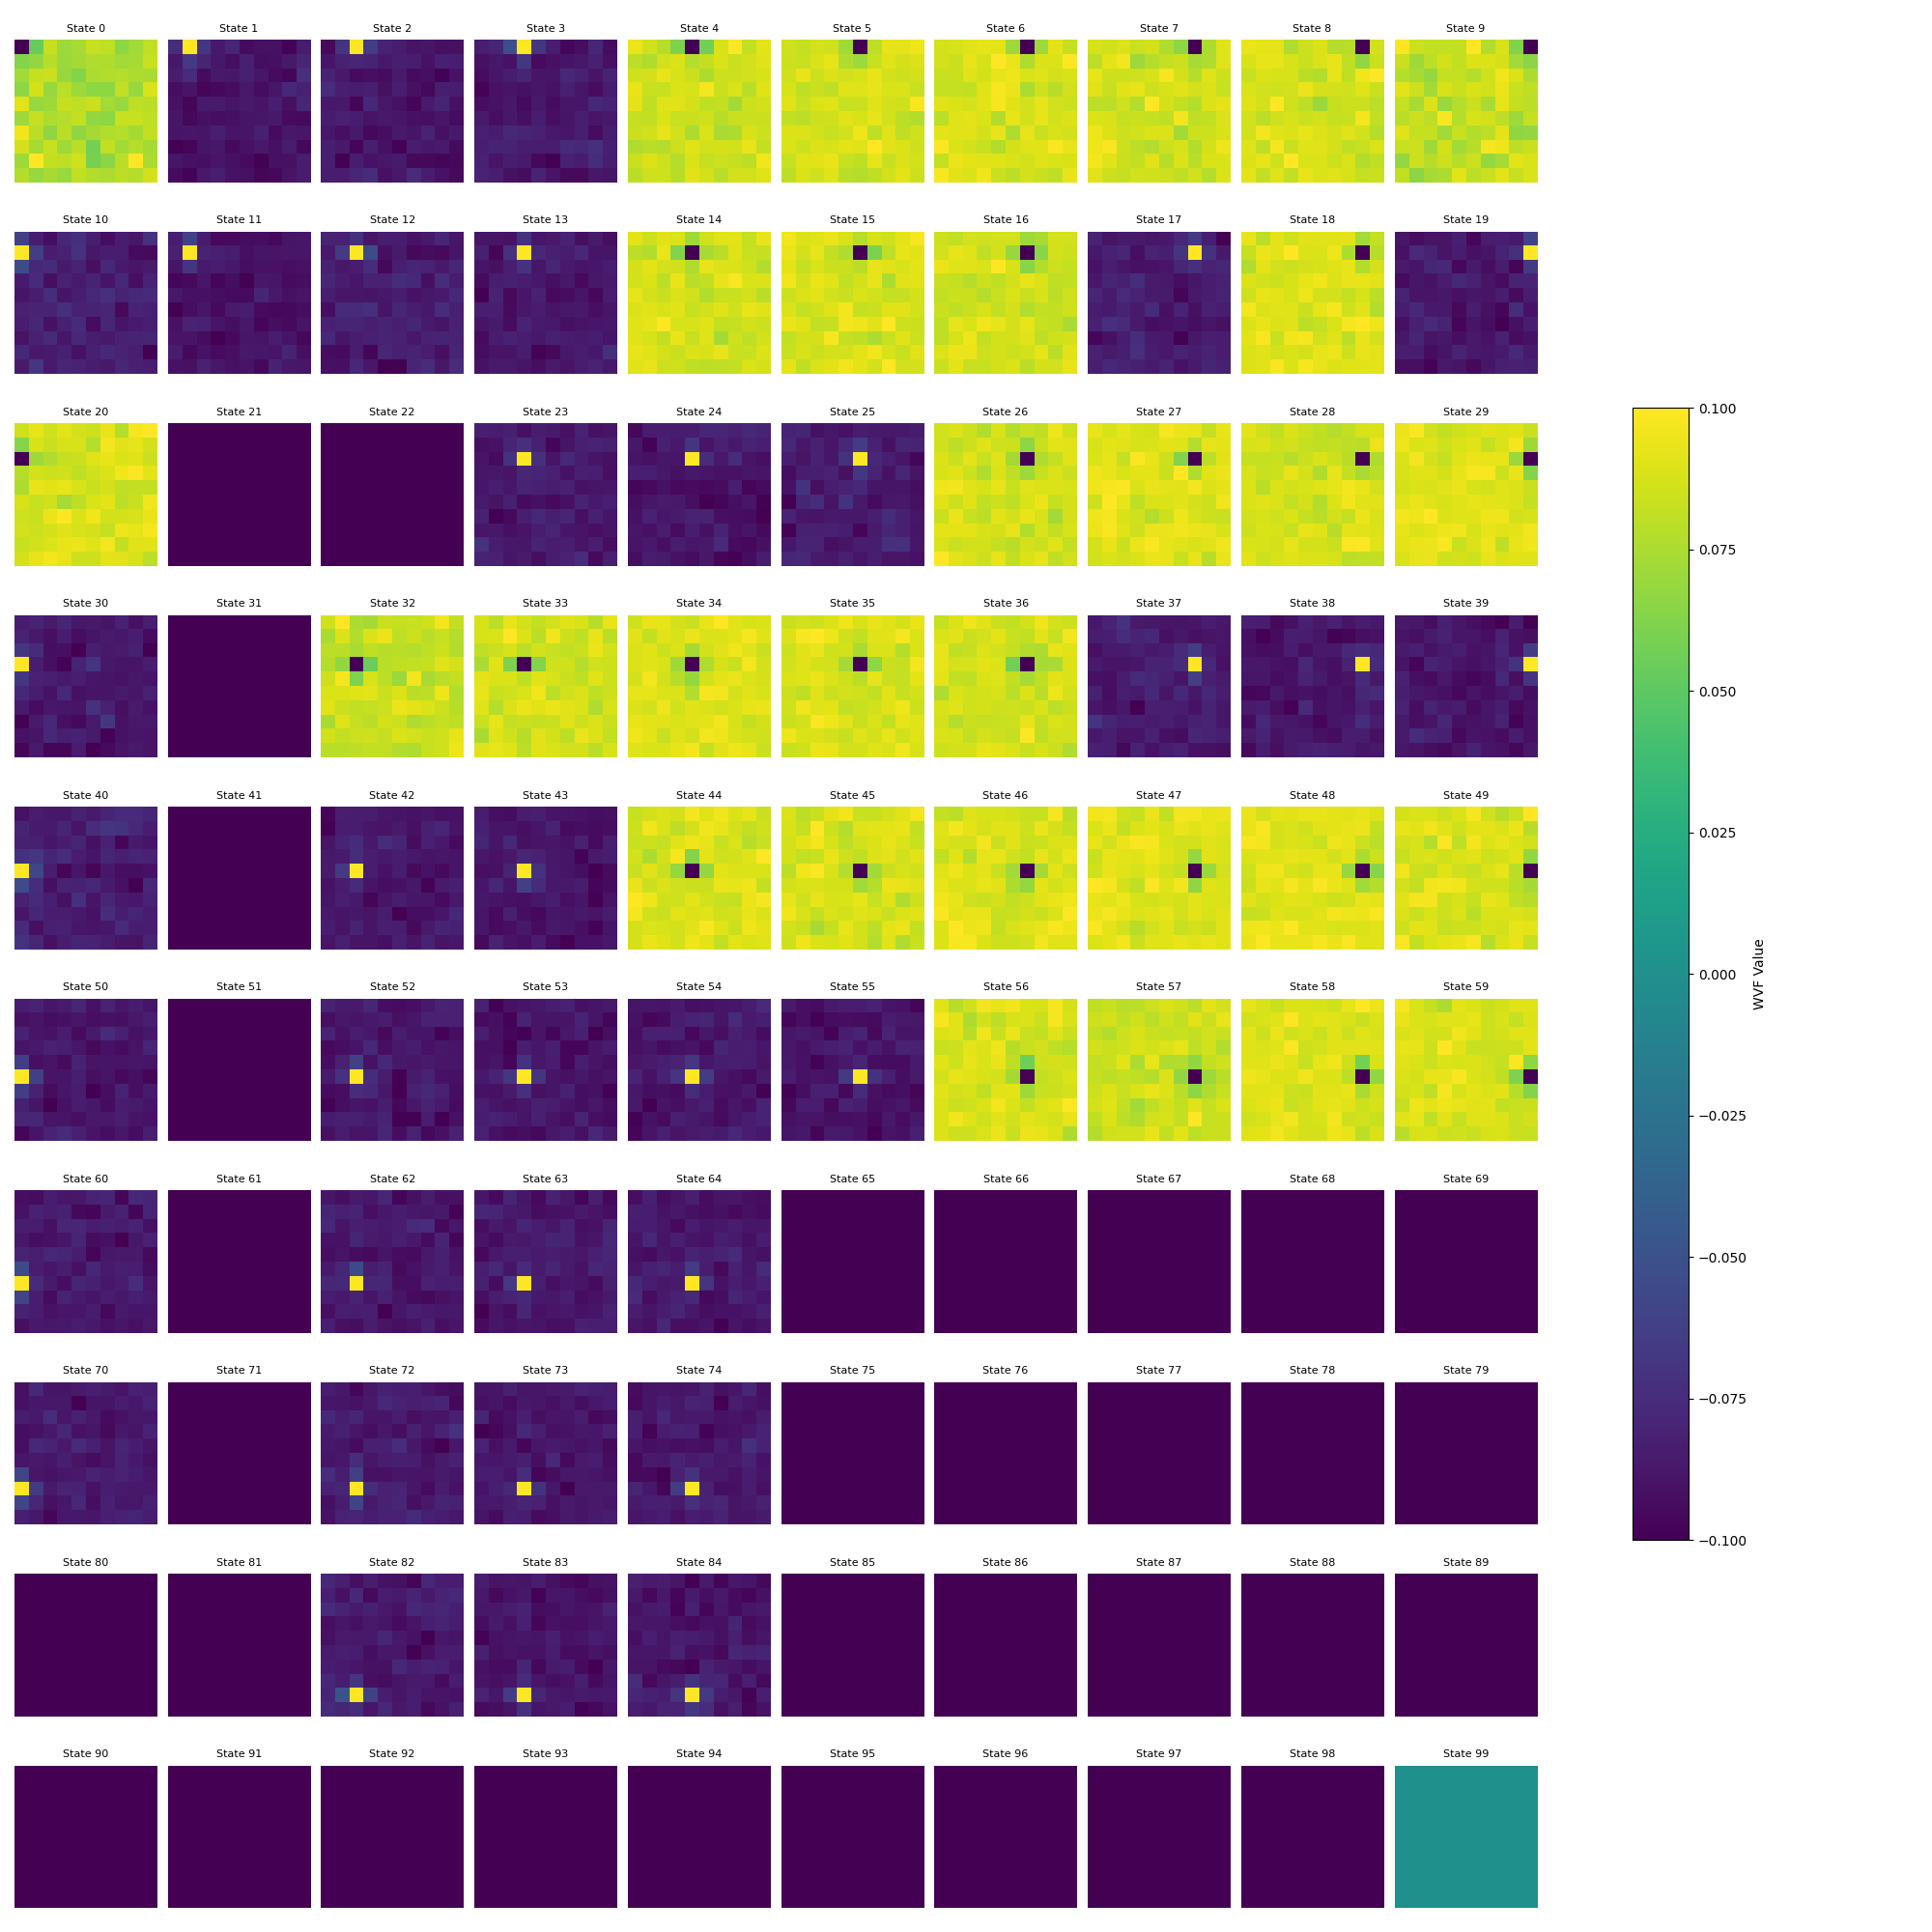 State 0 State 1 State 2 State 3 State 4 State 5 State 6 State 7 State 8 State 9
State 10 State 11 State 12 State 13 State 14 State 15 State 16 State 17 State 18 State 19
State 20 State 21 State 22 State 23 State 24 State 25 State 26 State 27 State 28 State 29
State 30 State 31 State 32 State 33 State 34 State 35 State 36 State 37 State 38 State 39
State 40 State 41 State 42 State 43 State 44 State 45 State 46 State 47 State 48 State 49
State 50 State 51 State 52 State 53 State 54 State 55 State 56 State 57 State 58 State 59
State 60 State 61 State 62 State 63 State 64 State 65 State 66 State 67 State 68 State 69
State 70 State 71 State 72 State 73 State 74 State 75 State 76 State 77 State 78 State 79
State 80 State 81 State 82 State 83 State 84 State 85 State 86 State 87 State 88 State 89
State 90 State 91 State 92 State 93 State 94 State 95 State 96 State 97 State 98 State 99
0.100
0.075
0.050
0.025
0.000
−0.025
−0.050
−0.075
−0.100
WVF Value